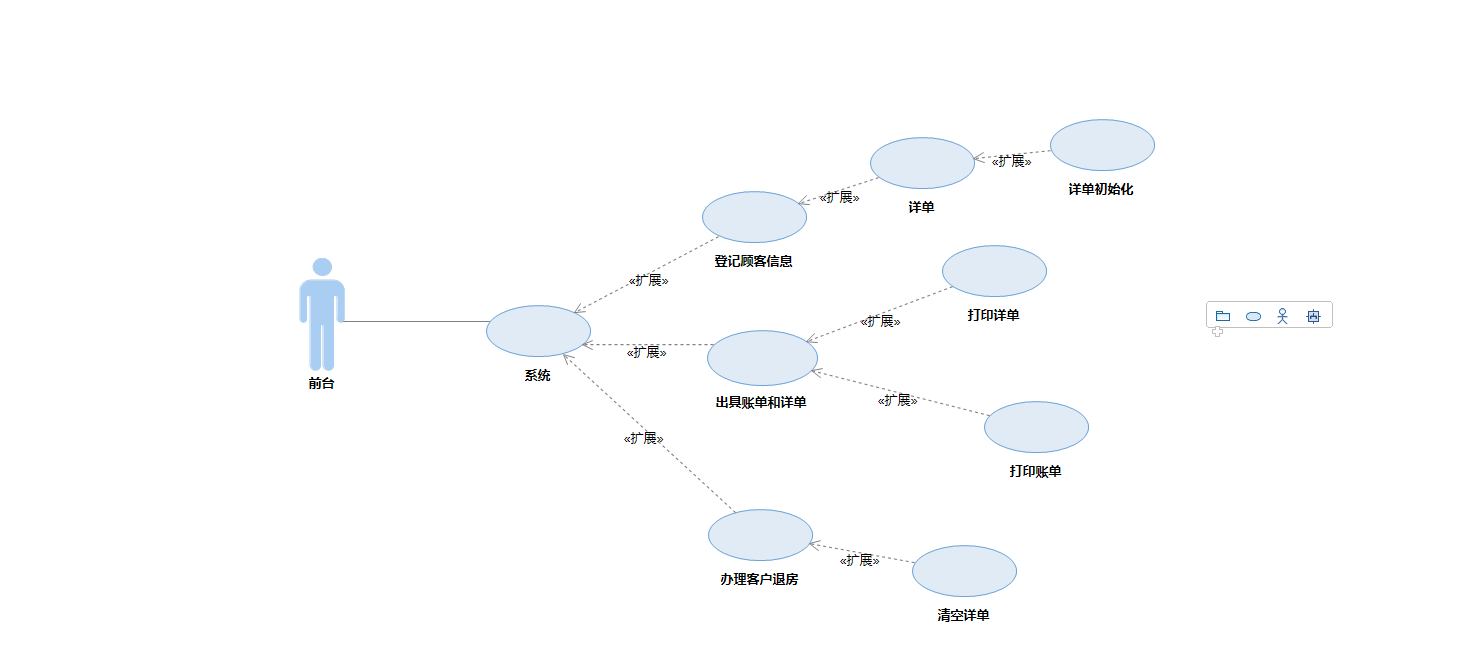 «扩展»
详单初始化
«扩展»
详单
登记顾客信息
«扩展»
«扩展»
打印详单
前台
系统
«扩展»
出具账单和详单
«扩展»
打印账单
«扩展»
办理客户退房
«扩展»
清空详单